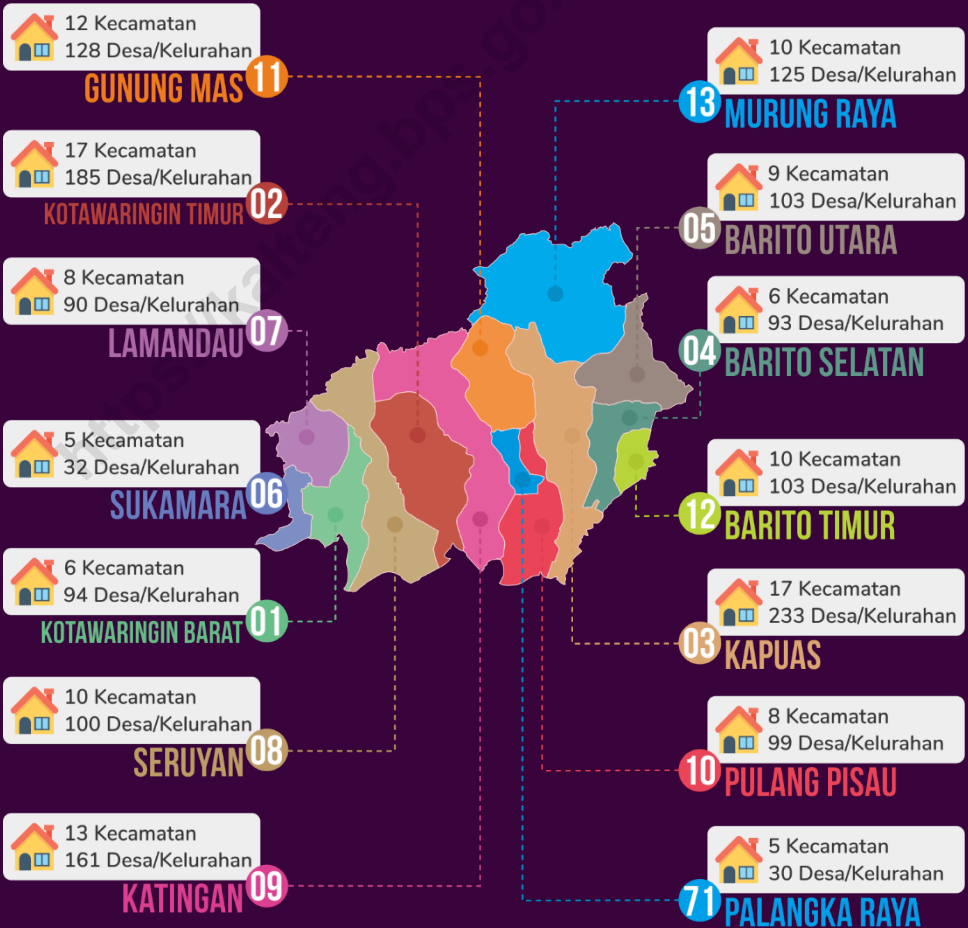 12 Kecamatan
128 Desa/Kelurahan
GUNUNG MAS
11
17 Kecamatan
185 Desa/Kelurahan
KOTAWARINGIN TIMUR
02
8 Kecamatan
90 Desa/Kelurahan
LAMANDAU
07
5 Kecamatan
32 Desa/Kelurahan
SUKAMARA
06
6 Kecamatan
94 Desa/Kelurahan
KOTAWARINGIN BARAT
01
10 Kecamatan
100 Desa/Kelurahan
SERUYAN
08
13 Kecamatan
161 Desa/Kelurahan
KATINGAN
09
10 Kecamatan
125 Desa/Kelurahan
13
MURUNG RAYA
9 Kecamatan
103 Desa/Kelurahan
05
BARITO UTARA
6 Kecamatan
93 Desa/Kelurahan
04
BARITO SELATAN
10 Kecamatan
103 Desa/Kelurahan
12
BARITO TIMUR
17 Kecamatan
233 Desa/Kelurahan
03
KAPUAS
8 Kecamatan
99 Desa/Kelurahan
10
PULANG PISAU
5 Kecamatan
30 Desa/Kelurahan
71
PALANGKA RAYA